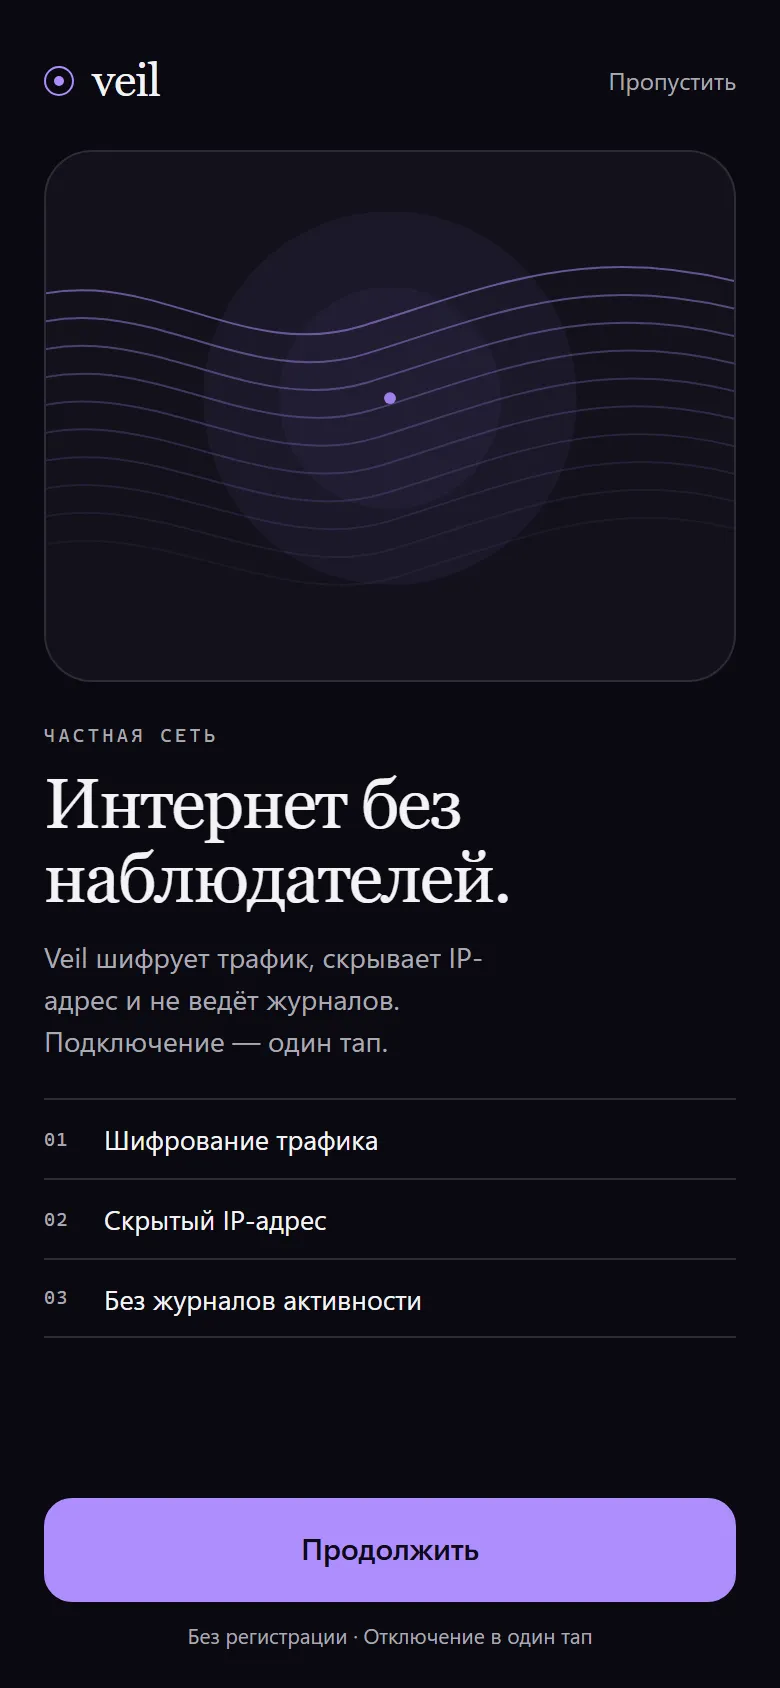 veil
Пропустить
ЧАСТНАЯ СЕТЬ
Интернет без
наблюдателей.
Veil шифрует трафик, скрывает IP-
адрес и не ведёт журналов.
Подключение — один тап.
01 Шифрование трафика
02 Скрытый IP-адрес
03 Без журналов активности
Продолжить
Без регистрации · Отключение в один тап